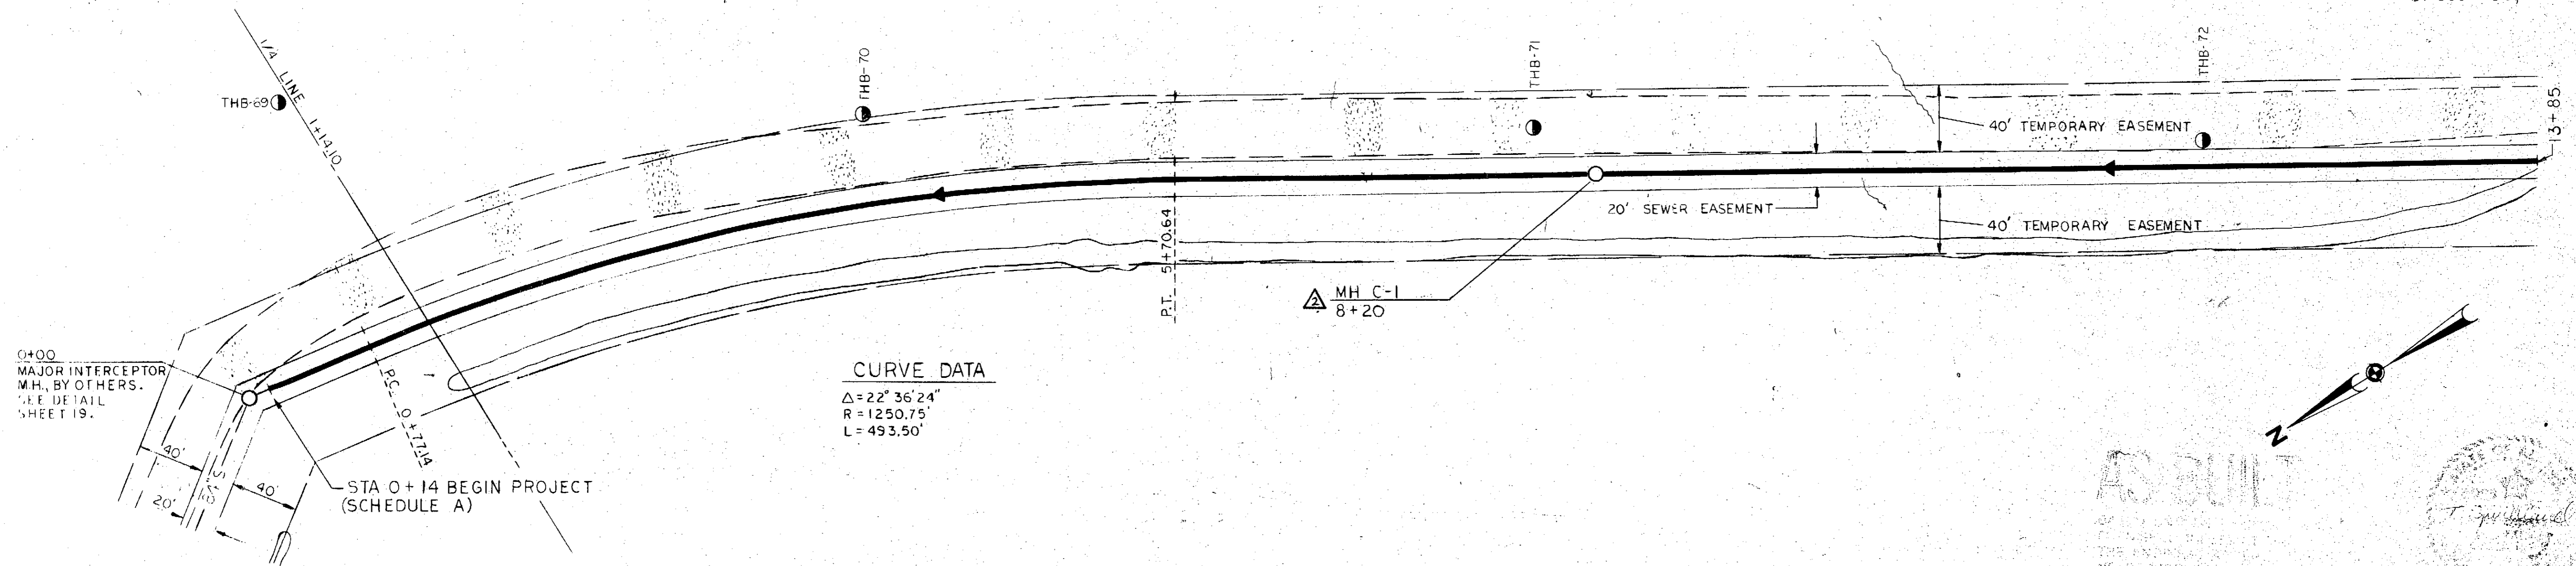 1/4 LINE 1+14.10
THB-69
THB-70
THB-71
THB-72
13+85
40' TEMPORARY EASEMENT
20' SEWER EASEMENT
40' TEMPORARY EASEMENT
P.T. 5+70.64
2
MH C-1
8+20
0+00
MAJOR INTERCEPTOR
M.H., BY OTHERS.
SEE DETAIL
SHEET 19.
P.C. 0+77.14
CURVE DATA
Δ=22° 36'24"
R=1250.75'
L=493.50'
40'
20'
40'
STA 0+14 BEGIN PROJECT
(SCHEDULE A)
N
AS BUILT